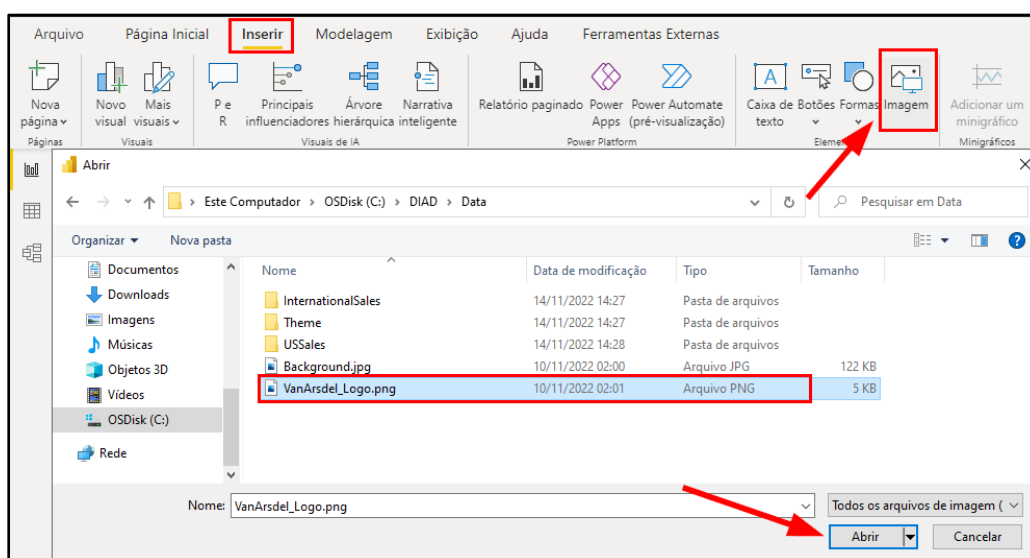 Arquivo Página Inicial Inserir Modelagem Exibição Ajuda Ferramentas Externas
Nova página
Novo visual
Mais visuais
P e R
Principais influenciadores
Árvore hierárquica
Narrativa inteligente
Relatório paginado
Power Apps
Power Automate (pré-visualização)
Caixa de texto
Botões
Formas
Imagem
Adicionar um minigráfico
Páginas Visuais Visuais de IA Power Platform Minigráficos
Abrir
Este Computador > OSDisk (C:) > DIAD > Data
Pesquisar em Data
Organizar Nova pasta
Documentos
Downloads
Imagens
Músicas
Objetos 3D
Vídeos
OSDisk (C:)
Rede
Nome Data de modificação Tipo Tamanho
InternationalSales 14/11/2022 14:27 Pasta de arquivos
Theme 14/11/2022 14:27 Pasta de arquivos
USSales 14/11/2022 14:28 Pasta de arquivos
Background.jpg 10/11/2022 02:00 Arquivo JPG 122 KB
VanArsdel_Logo.png 10/11/2022 02:01 Arquivo PNG 5 KB
Nome: VanArsdel_Logo.png
Todos os arquivos de imagem (
Abrir Cancelar